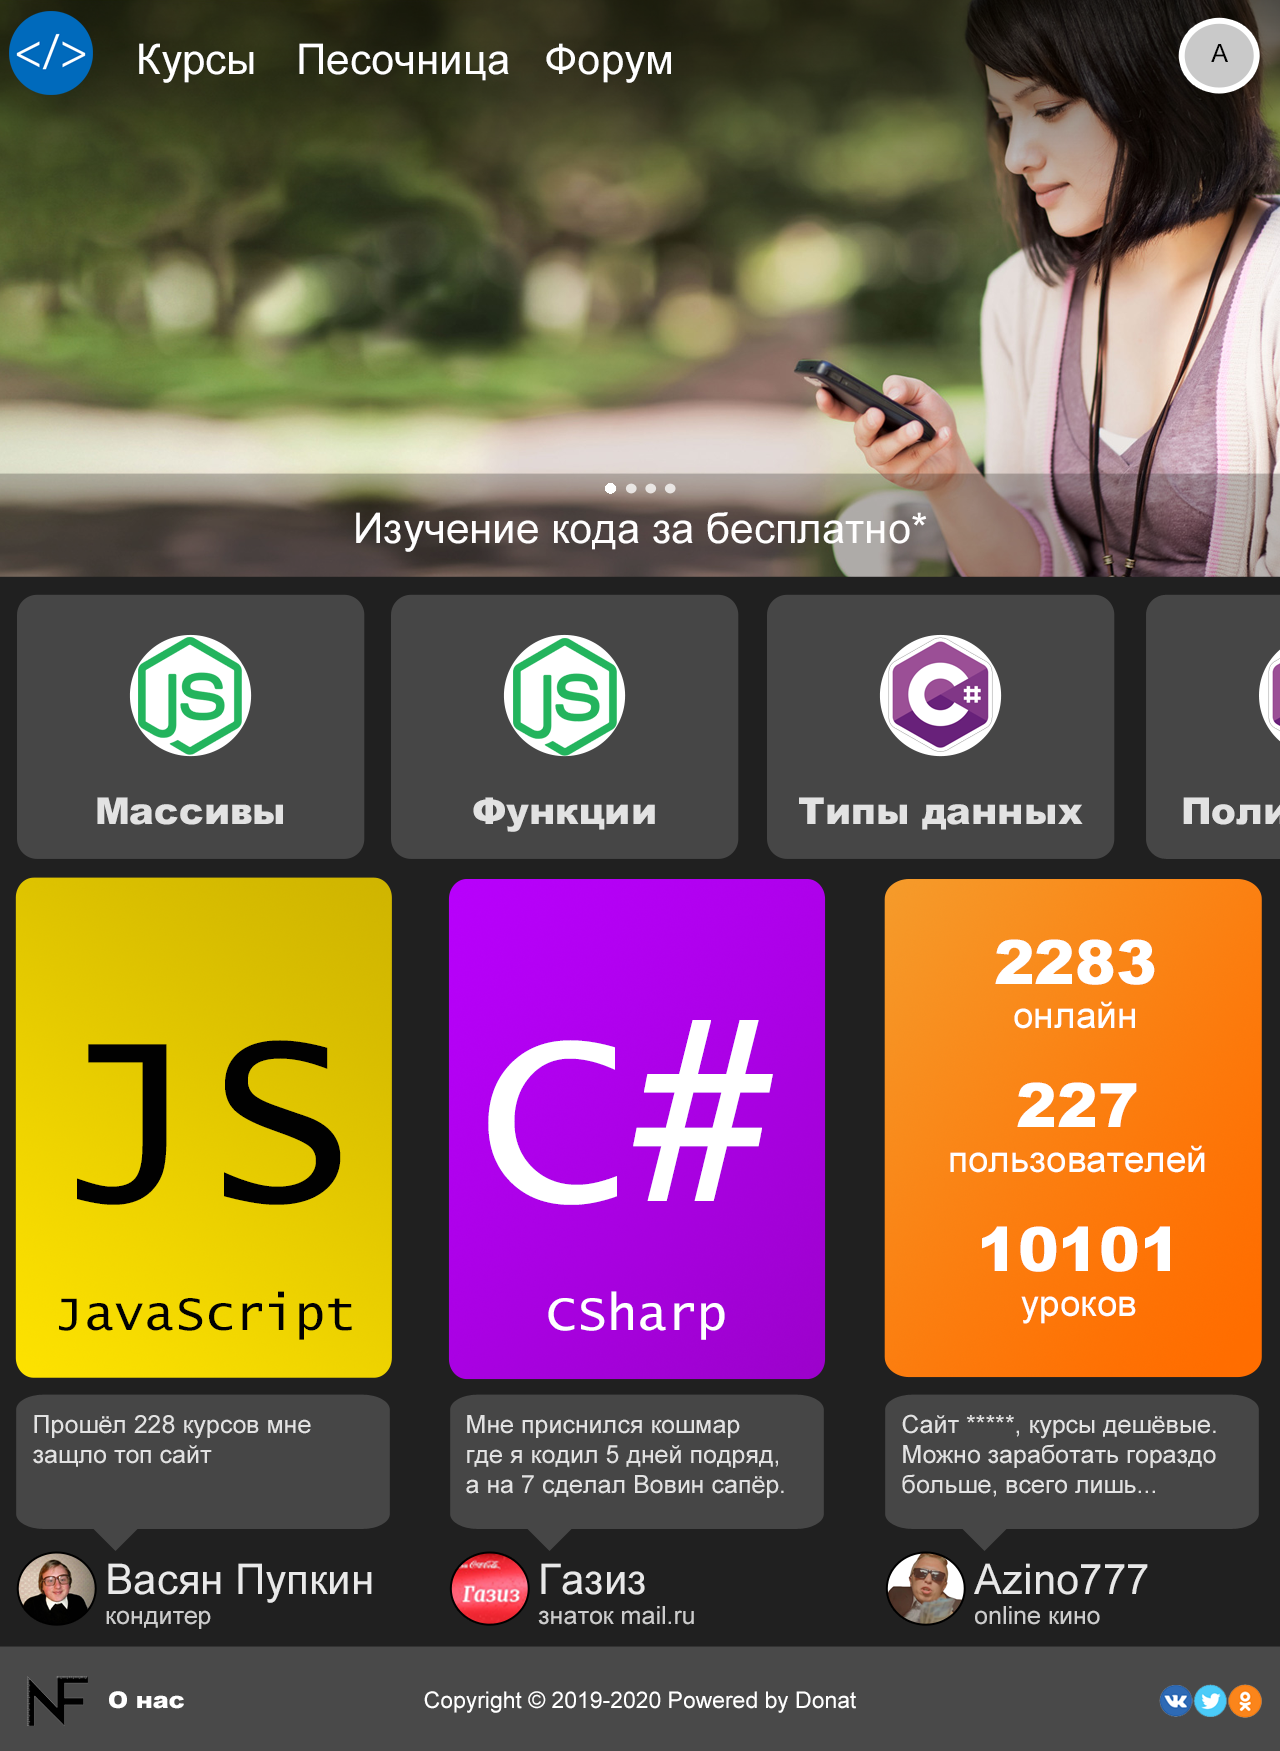 </>
Курсы Песочница Форум
A
Изучение кода за бесплатно*
JS
JS
C#
Массивы
Функции
Типы данных
Поли
JS
JavaScript
C#
CSharp
2283
онлайн
227
пользователей
10101
уроков
Прошёл 228 курсов мне
защло топ сайт
Мне приснился кошмар
где я кодил 5 дней подряд,
а на 7 сделал Вовин сапёр.
Сайт *****, курсы дешёвые.
Можно заработать гораздо
больше, всего лишь...
Васян Пупкин
кондитер
Coca-Cola
Газиз
Газиз
знаток mail.ru
Azino777
online кино
NF
О нас
Copyright © 2019-2020 Powered by Donat